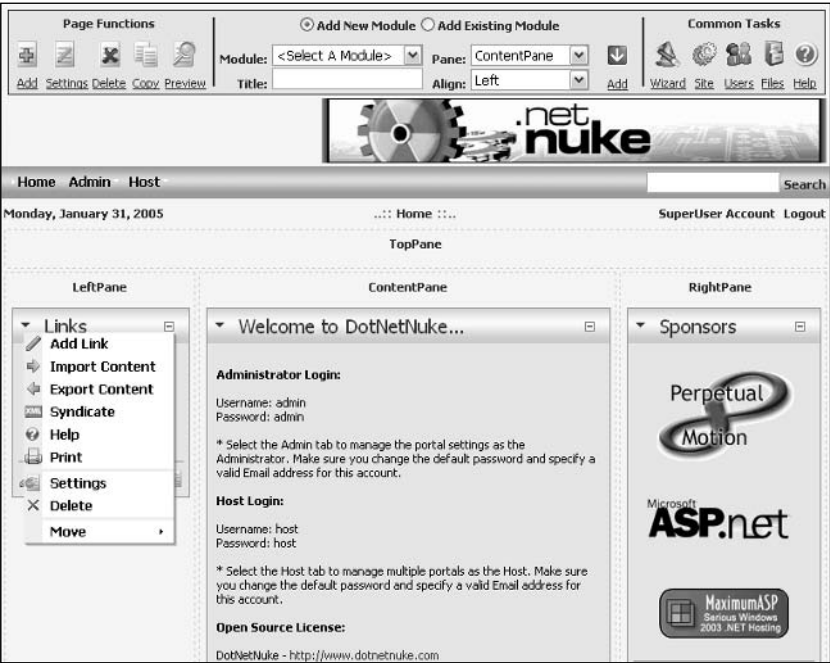 Page Functions
Add New Module Add Existing Module
Common Tasks
Module: <Select A Module> Pane: ContentPane
Title: Align: Left
Add Settings Delete Copy Preview
Add
Wizard Site Users Files Help
.net
nuke
Home Admin Host
Search
Monday, January 31, 2005
..:: Home ::..
SuperUser Account Logout
TopPane
LeftPane
ContentPane
RightPane
Links
Add Link
Import Content
Export Content
XML Syndicate
Help
Print
Settings
Delete
Move
Welcome to DotNetNuke...
Administrator Login:
Username: admin
Password: admin
* Select the Admin tab to manage the portal settings as the
Administrator. Make sure you change the default password and specify a
valid Email address for this account.
Host Login:
Username: host
Password: host
* Select the Host tab to manage multiple portals as the Host. Make sure
you change the default password and specify a valid Email address for
this account.
Open Source License:
DotNetNuke - http://www.dotnetnuke.com
Sponsors
Perpetual
Motion
Microsoft
ASP.net
MaximumASP
Serious Windows
2003 .NET Hosting